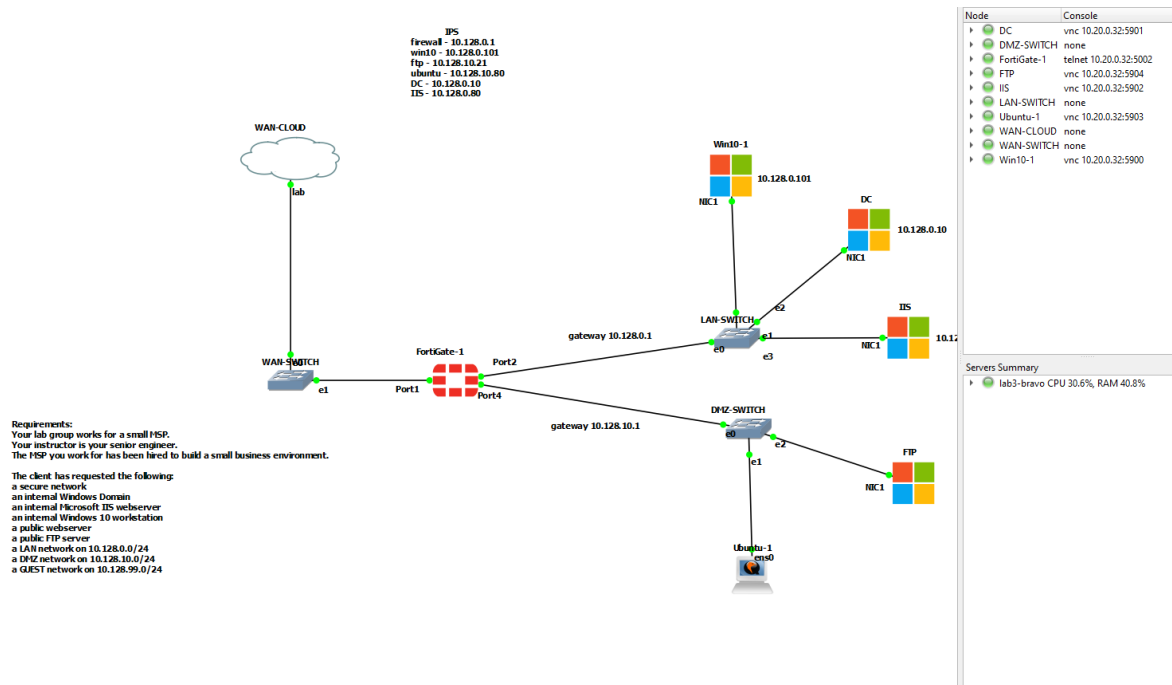 IPS
firewall - 10.128.0.1
win10 - 10.128.0.101
ftp - 10.128.10.21
ubuntu - 10.128.10.80
DC - 10.128.0.10
IIS - 10.128.0.80
WAN-CLOUD
lab
Win10-1
10.128.0.101
NIC1
DC
10.128.0.10
NIC1
LAN-SWITCH
e2
e1
e0
e3
IIS
10.12
NIC1
gateway 10.128.0.1
WAN-SWITCH
e0
e1
FortiGate-1
Port1
Port2
Port4
gateway 10.128.10.1
DMZ-SWITCH
e0
e2
e1
FTP
NIC1
Ubuntu-1
ens0
Requirements:
Your lab group works for a small MSP.
Your instructor is your senior engineer.
The MSP you work for has been hired to build a small business environment.
The client has requested the following:
a secure network
an internal Windows Domain
an internal Microsoft IIS webserver
an internal Windows 10 workstation
a public webserver
a public FTP server
a LAN network on 10.128.0.0/24
a DMZ network on 10.128.10.0/24
a GUEST network on 10.128.99.0/24
Node Console
DC vnc 10.20.0.32:5901
DMZ-SWITCH none
FortiGate-1 telnet 10.20.0.32:5002
FTP vnc 10.20.0.32:5904
IIS vnc 10.20.0.32:5902
LAN-SWITCH none
Ubuntu-1 vnc 10.20.0.32:5903
WAN-CLOUD none
WAN-SWITCH none
Win10-1 vnc 10.20.0.32:5900
Servers Summary
lab3-bravo CPU 30.6%, RAM 40.8%